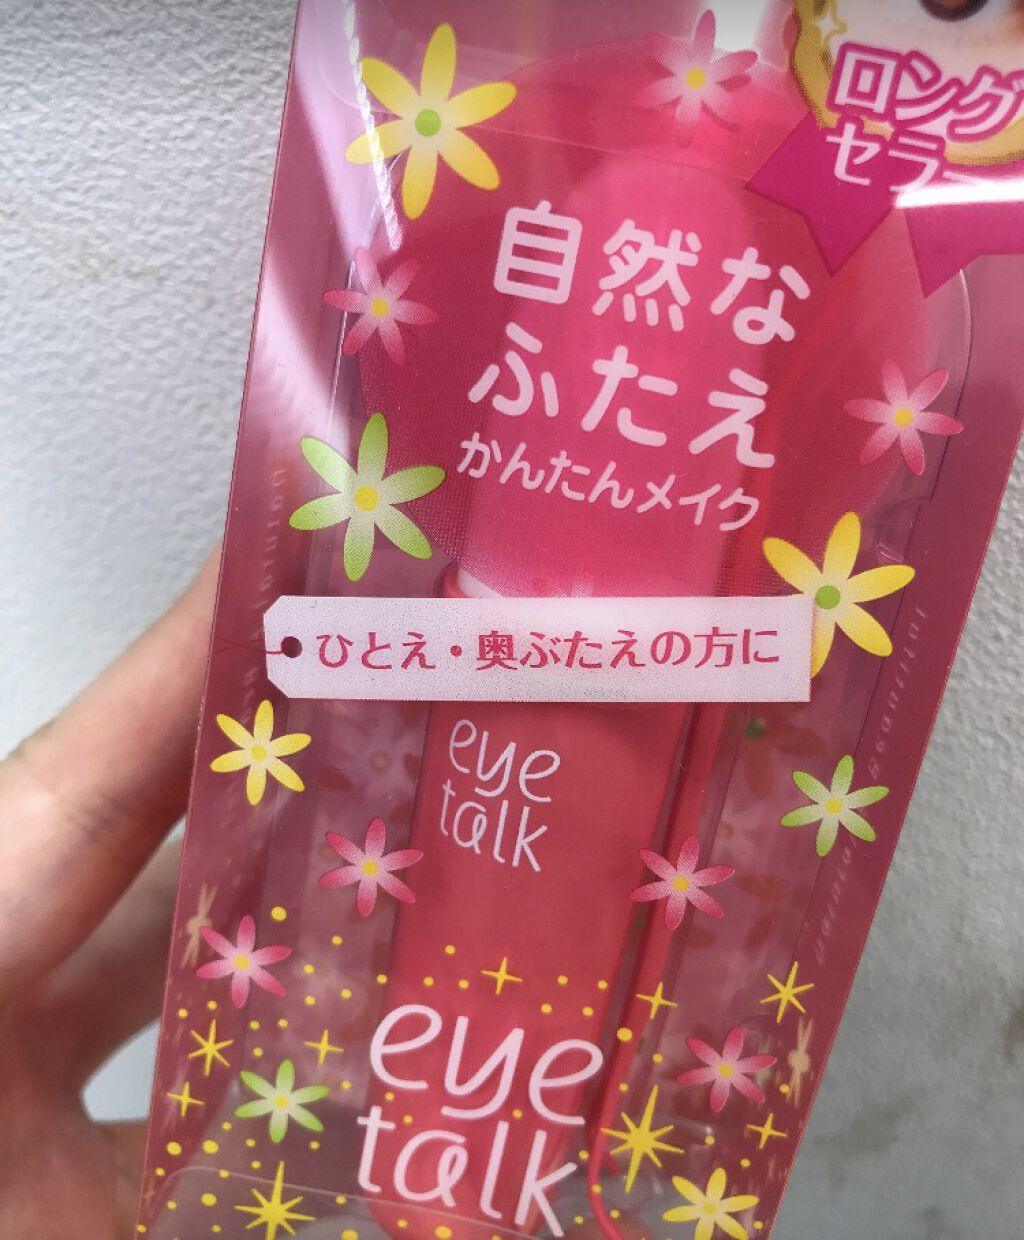 ロング
セラー
自然な
ふたえ
かんたんメイク
ひとえ・奥ぶたえの方に
eye
talk
eye
talk